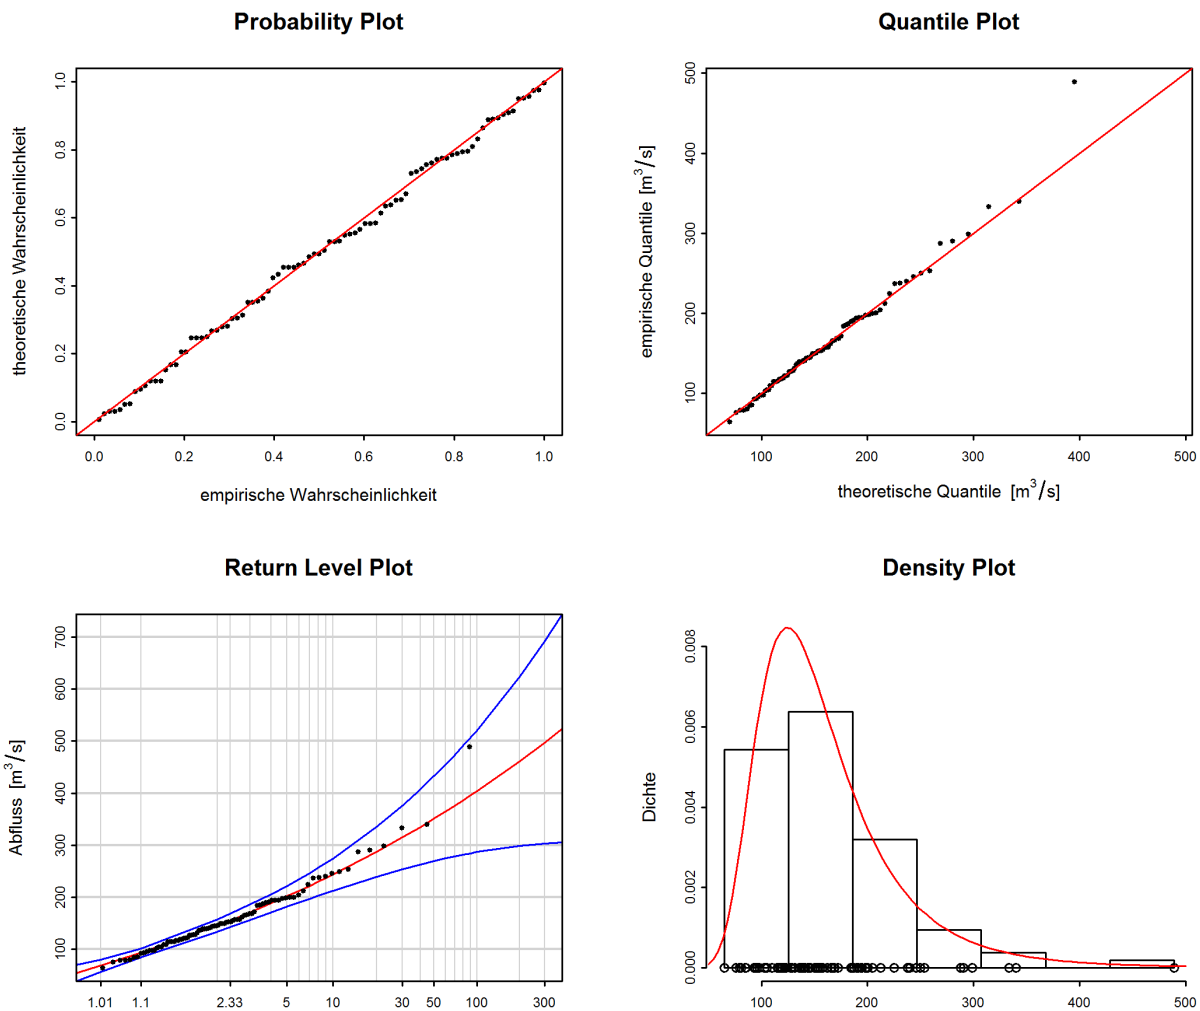 Probability Plot
theoretische Wahrscheinlichkeit
0.0 0.2 0.4 0.6 0.8 1.0
0.0 0.2 0.4 0.6 0.8 1.0
empirische Wahrscheinlichkeit
Quantile Plot
empirische Quantile [m³/s]
100 200 300 400 500
100 200 300 400 500
theoretische Quantile [m³/s]
Return Level Plot
Abfluss [m³/s]
100 200 300 400 500 600 700
1.01 1.1 2.33 5 10 30 50 100 300
Density Plot
Dichte
0.000 0.002 0.004 0.006 0.008
100 200 300 400 500